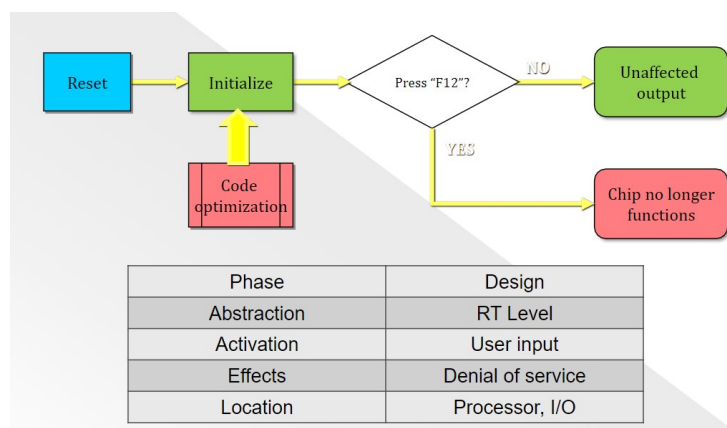 Reset
Initialize
Press “F12”?
NO
Unaffected
output
YES
Code
optimization
Chip no longer
functions
Phase Design
Abstraction RT Level
Activation User input
Effects Denial of service
Location Processor, I/O